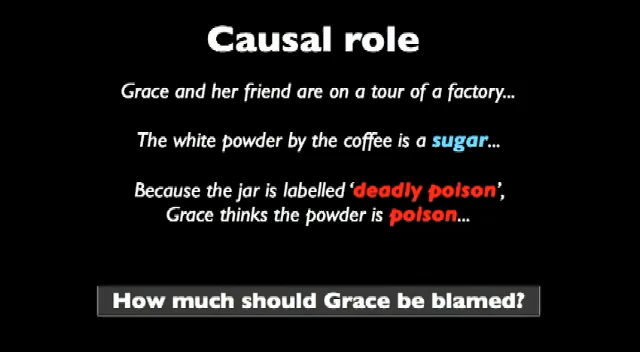 Causal role
Grace and her friend are on a tour of a factory...
The white powder by the coffee is a sugar...
Because the jar is labelled ‘deadly poison’,
Grace thinks the powder is poison...
How much should Grace be blamed?